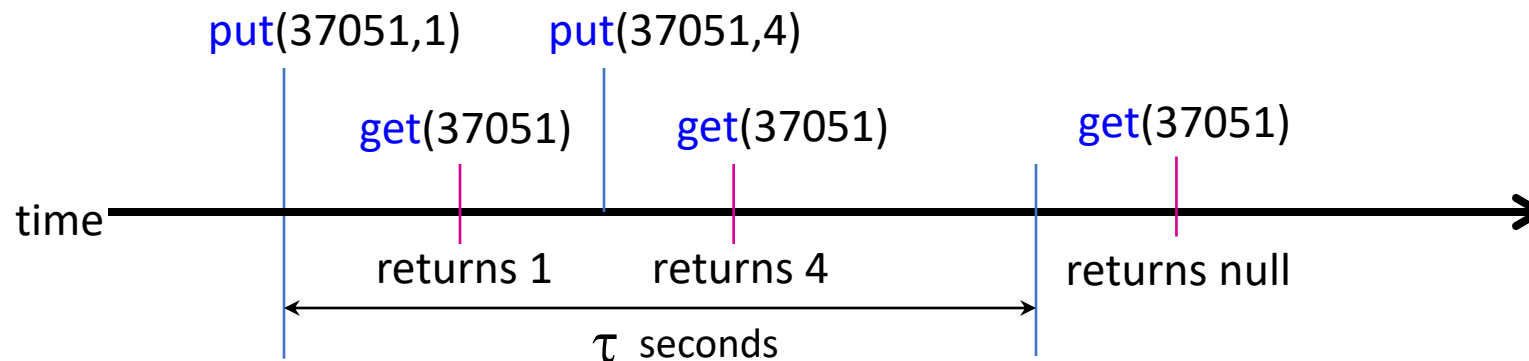 put(37051,1) put(37051,4)
get(37051) get(37051) get(37051)
time
returns 1 returns 4 returns null
τ seconds